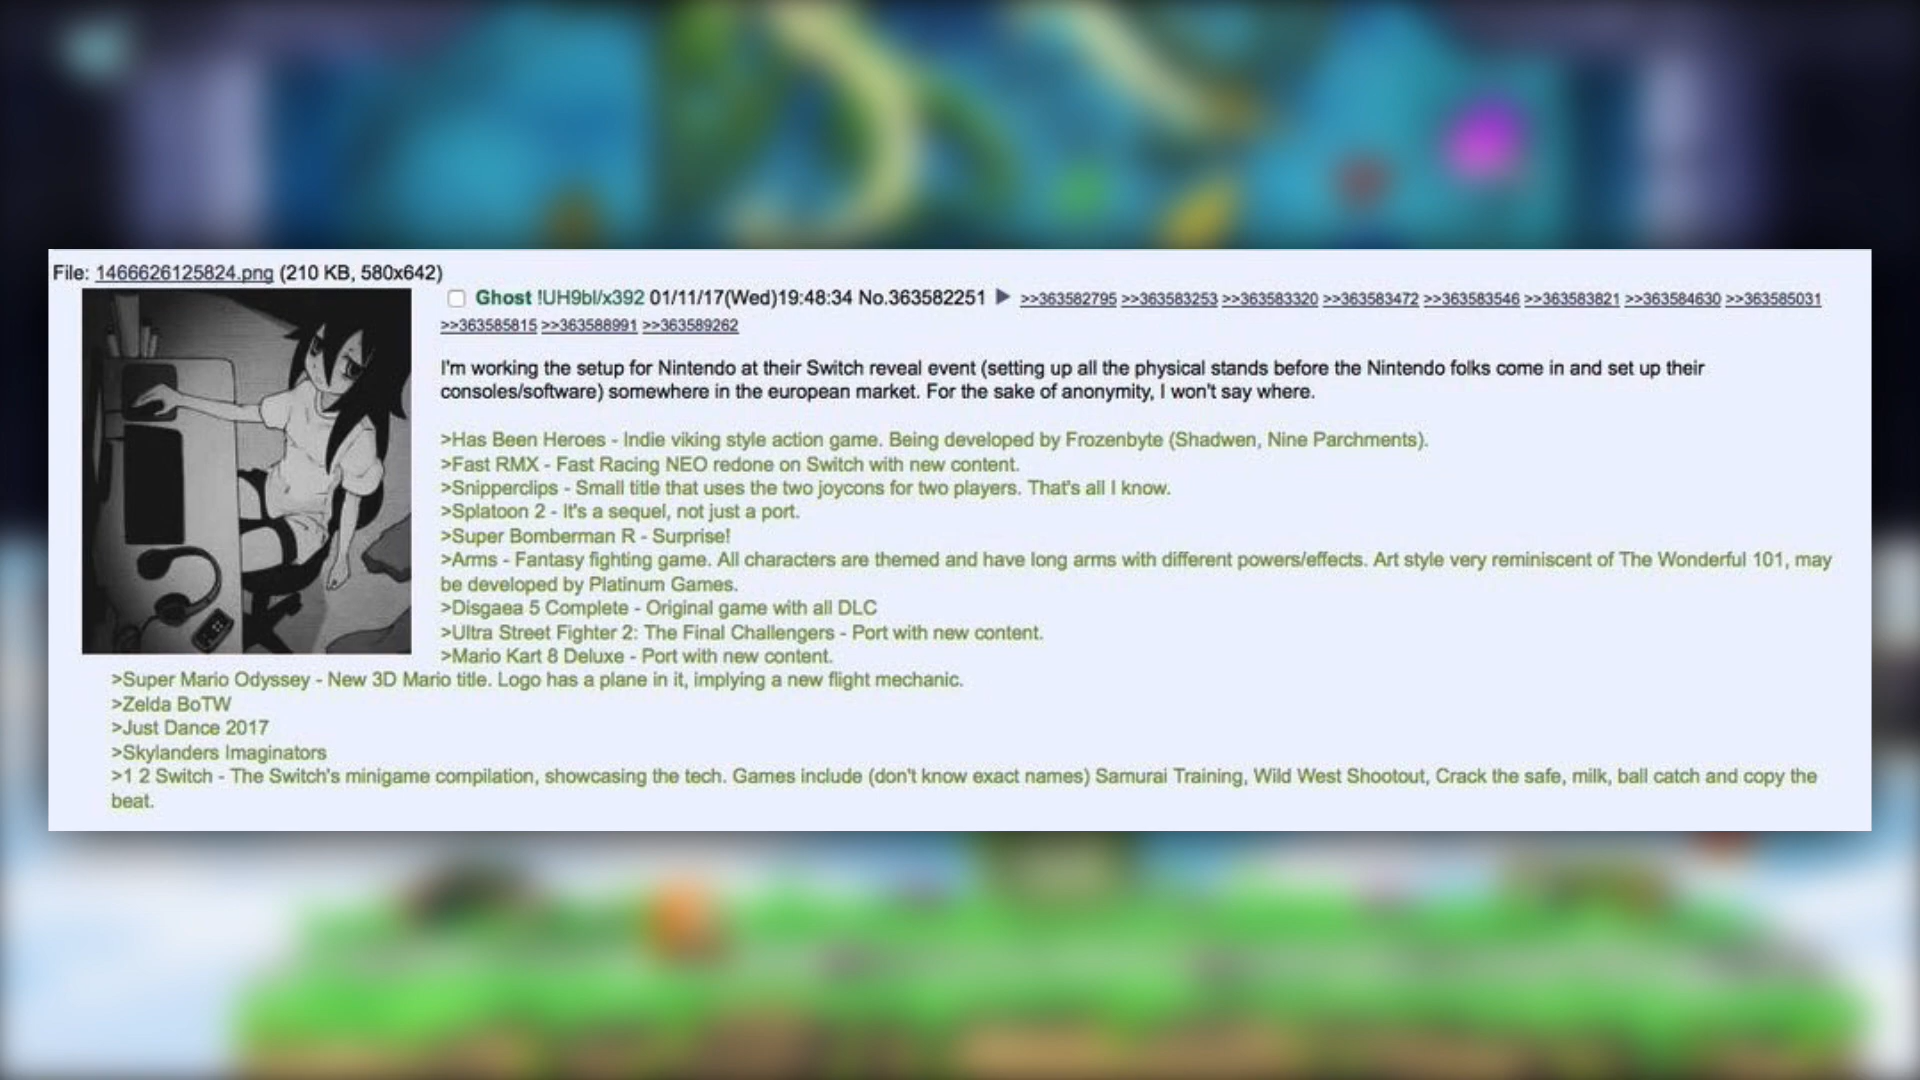 File: 1466626125824.png (210 KB, 580x642)
Ghost !UH9bl/x392 01/11/17(Wed)19:48:34 No.363582251 ▶ >>363582795 >>363583253 >>363583320 >>363583472 >>363583546 >>363583821 >>363584630 >>363585031
>>363585815 >>363588991 >>363589262
I'm working the setup for Nintendo at their Switch reveal event (setting up all the physical stands before the Nintendo folks come in and set up their
consoles/software) somewhere in the european market. For the sake of anonymity, I won't say where.
>Has Been Heroes - Indie viking style action game. Being developed by Frozenbyte (Shadwen, Nine Parchments).
>Fast RMX - Fast Racing NEO redone on Switch with new content.
>Snipperclips - Small title that uses the two joycons for two players. That's all I know.
>Splatoon 2 - It's a sequel, not just a port.
>Super Bomberman R - Surprise!
>Arms - Fantasy fighting game. All characters are themed and have long arms with different powers/effects. Art style very reminiscent of The Wonderful 101, may
be developed by Platinum Games.
>Disgaea 5 Complete - Original game with all DLC
>Ultra Street Fighter 2: The Final Challengers - Port with new content.
>Mario Kart 8 Deluxe - Port with new content.
>Super Mario Odyssey - New 3D Mario title. Logo has a plane in it, implying a new flight mechanic.
>Zelda BoTW
>Just Dance 2017
>Skylanders Imaginators
>1 2 Switch - The Switch's minigame compilation, showcasing the tech. Games include (don't know exact names) Samurai Training, Wild West Shootout, Crack the safe, milk, ball catch and copy the
beat.